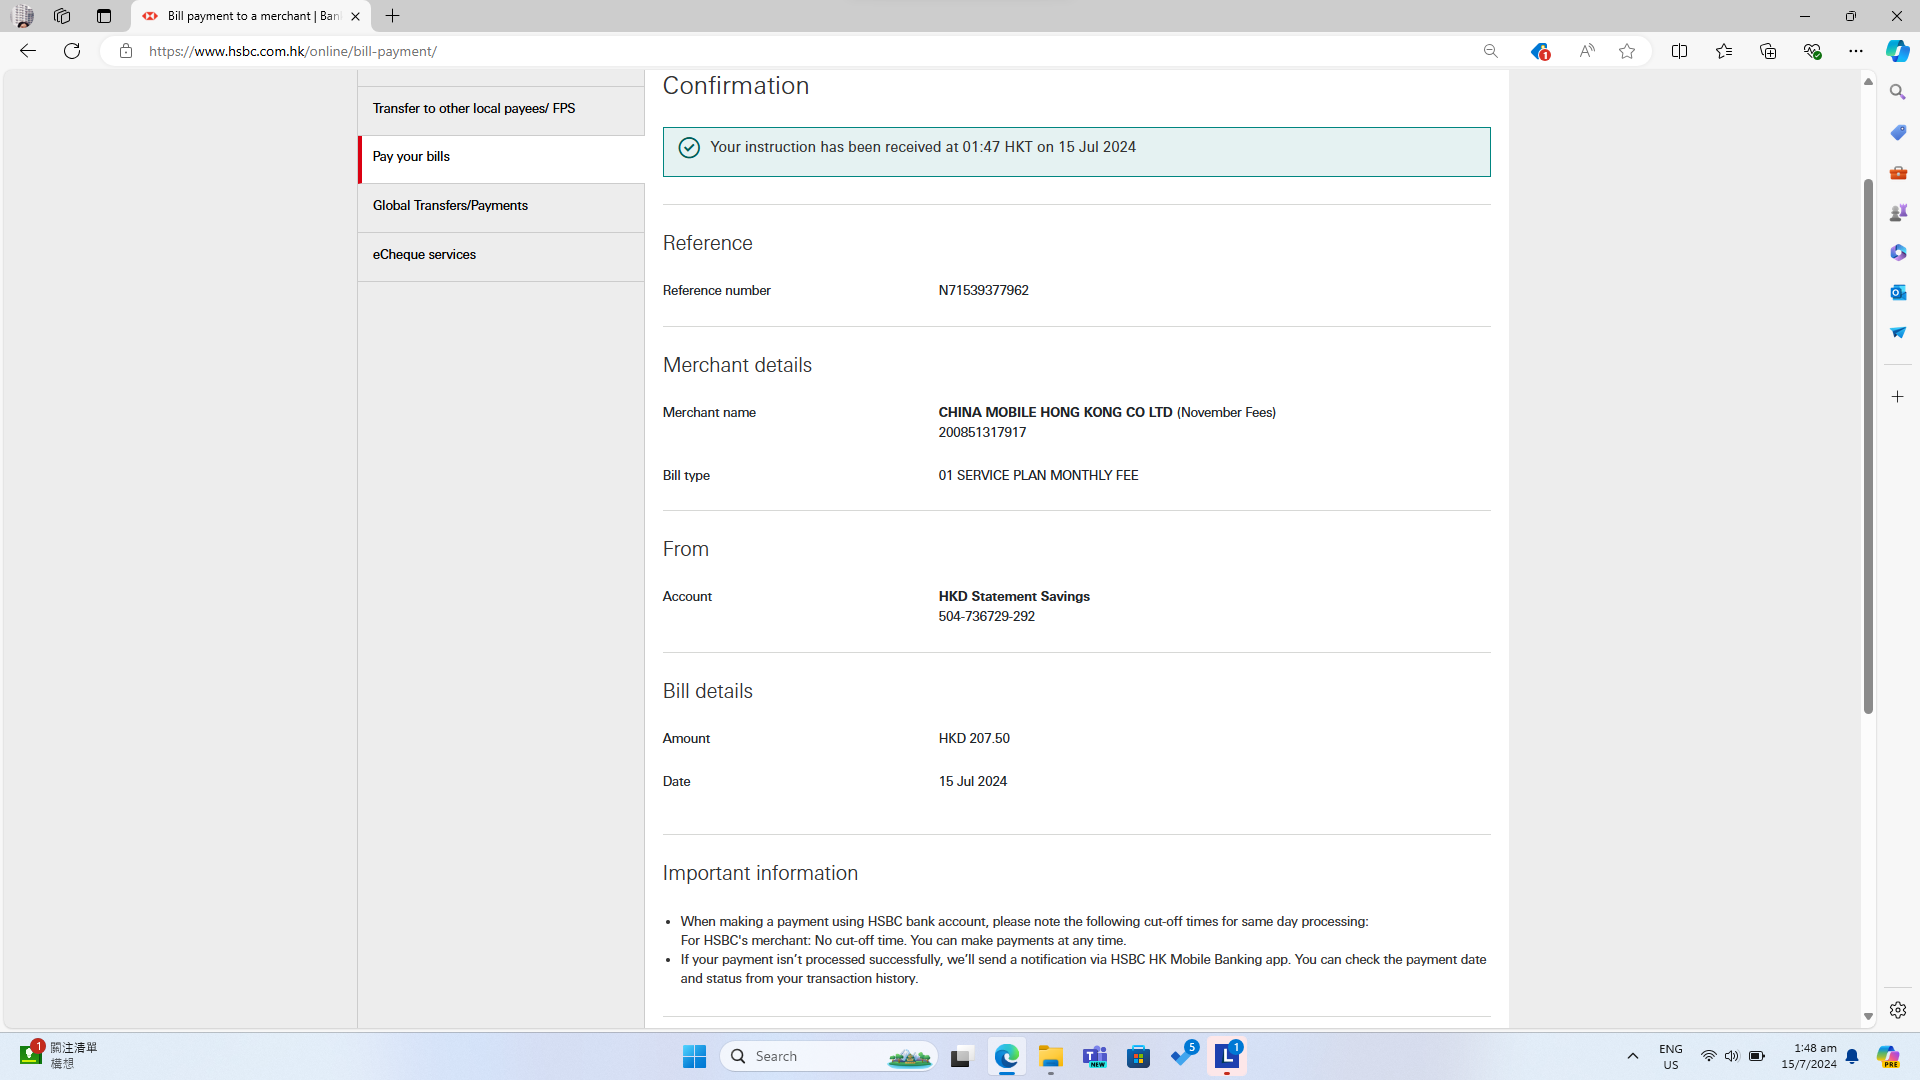 Bill payment to a merchant | Ban
https://www.hsbc.com.hk/online/bill-payment/
1
Transfer to other local payees/ FPS
Pay your bills
Global Transfers/Payments
eCheque services
Confirmation
Your instruction has been received at 01:47 HKT on 15 Jul 2024
Reference
Reference number N71539377962
Merchant details
Merchant name CHINA MOBILE HONG KONG CO LTD (November Fees)
200851317917
Bill type 01 SERVICE PLAN MONTHLY FEE
From
Account HKD Statement Savings
504-736729-292
Bill details
Amount HKD 207.50
Date 15 Jul 2024
Important information
• When making a payment using HSBC bank account, please note the following cut-off times for same day processing:
For HSBC's merchant: No cut-off time. You can make payments at any time.
• If your payment isn't processed successfully, we'll send a notification via HSBC HK Mobile Banking app. You can check the payment date
and status from your transaction history.
1
關注清單
構想
Search
NEW
5
L
1
ENG
US
1:48 am
15/7/2024
PRE